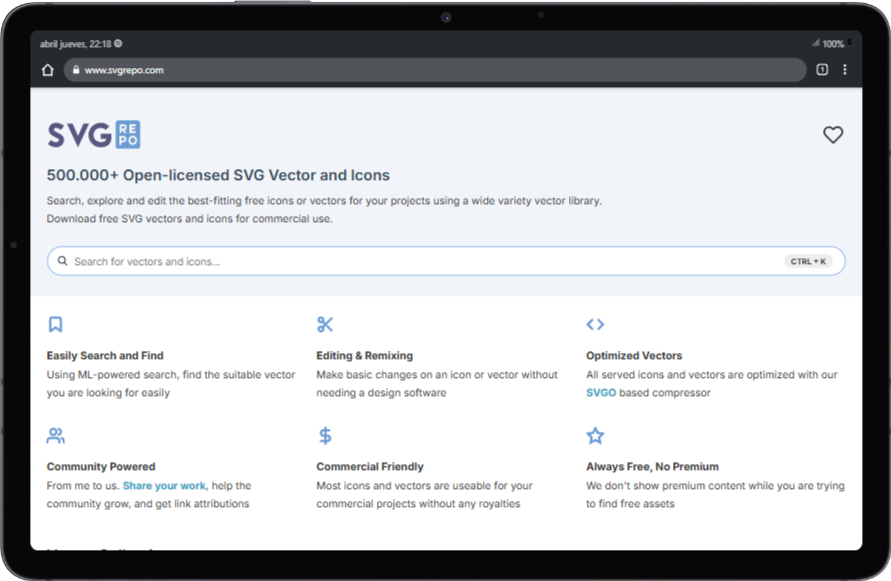 abril jueves, 22:18
100%
www.svgrepo.com
1
SVG REPO
500.000+ Open-licensed SVG Vector and Icons
Search, explore and edit the best-fitting free icons or vectors for your projects using a wide variety vector library.
Download free SVG vectors and icons for commercial use.
Search for vectors and icons...
CTRL + K
Easily Search and Find
Using ML-powered search, find the suitable vector
you are looking for easily
Editing & Remixing
Make basic changes on an icon or vector without
needing a design software
Optimized Vectors
All served icons and vectors are optimized with our
SVGO based compressor
Community Powered
From me to us. Share your work, help the
community grow, and get link attributions
Commercial Friendly
Most icons and vectors are useable for your
commercial projects without any royalties
Always Free, No Premium
We don't show premium content while you are trying
to find free assets